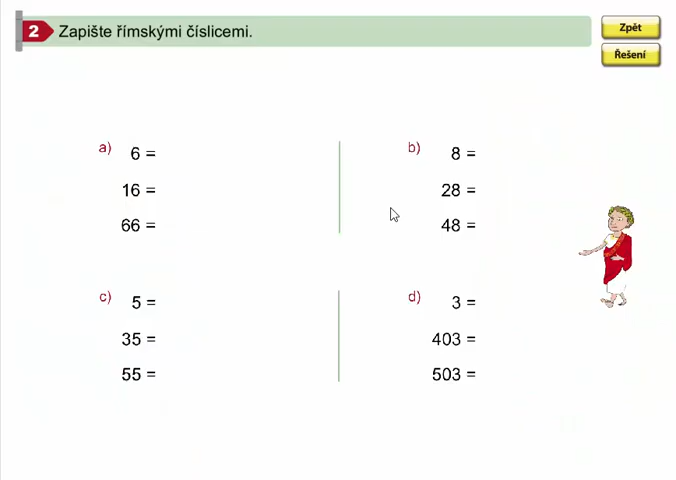 2 Zapište římskými číslicemi.
Zpět
Řešení
a) 6 =
16 =
66 =
b) 8 =
28 =
48 =
c) 5 =
35 =
55 =
d) 3 =
403 =
503 =